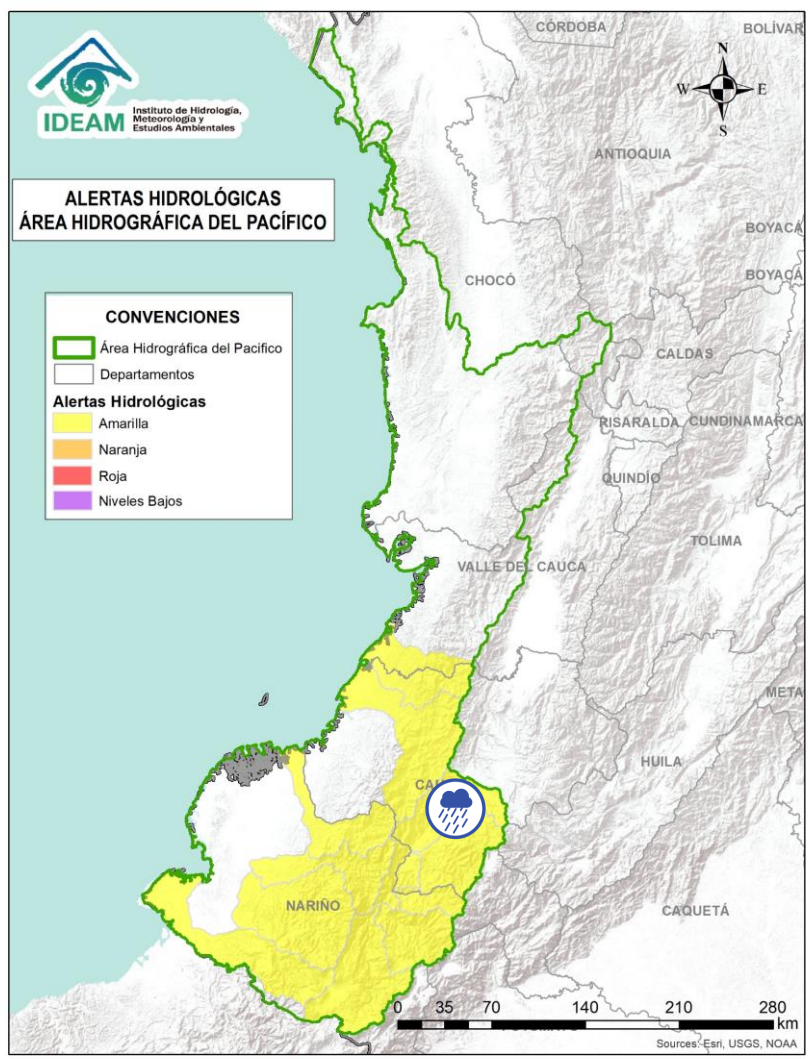 CÓRDOBA
BOLÍVAR
IDEAM
Instituto de Hidrología,
Meteorología y
Estudios Ambientales
N
W
E
S
ANTIOQUIA
ALERTAS HIDROLÓGICAS
ÁREA HIDROGRÁFICA DEL PACÍFICO
BOYACÁ
BOYACÁ
CHOCÓ
CONVENCIONES
Área Hidrográfica del Pacifico
Departamentos
Alertas Hidrológicas
Amarilla
Naranja
Roja
Niveles Bajos
CALDAS
RISARALDA
CUNDINAMARCA
QUINDÍO
TOLIMA
VALLE DEL CAUCA
META
HUILA
NARIÑO
CAQUETÁ
0 35 70 140 210 280
km
Sources: Esri, USGS, NOAA